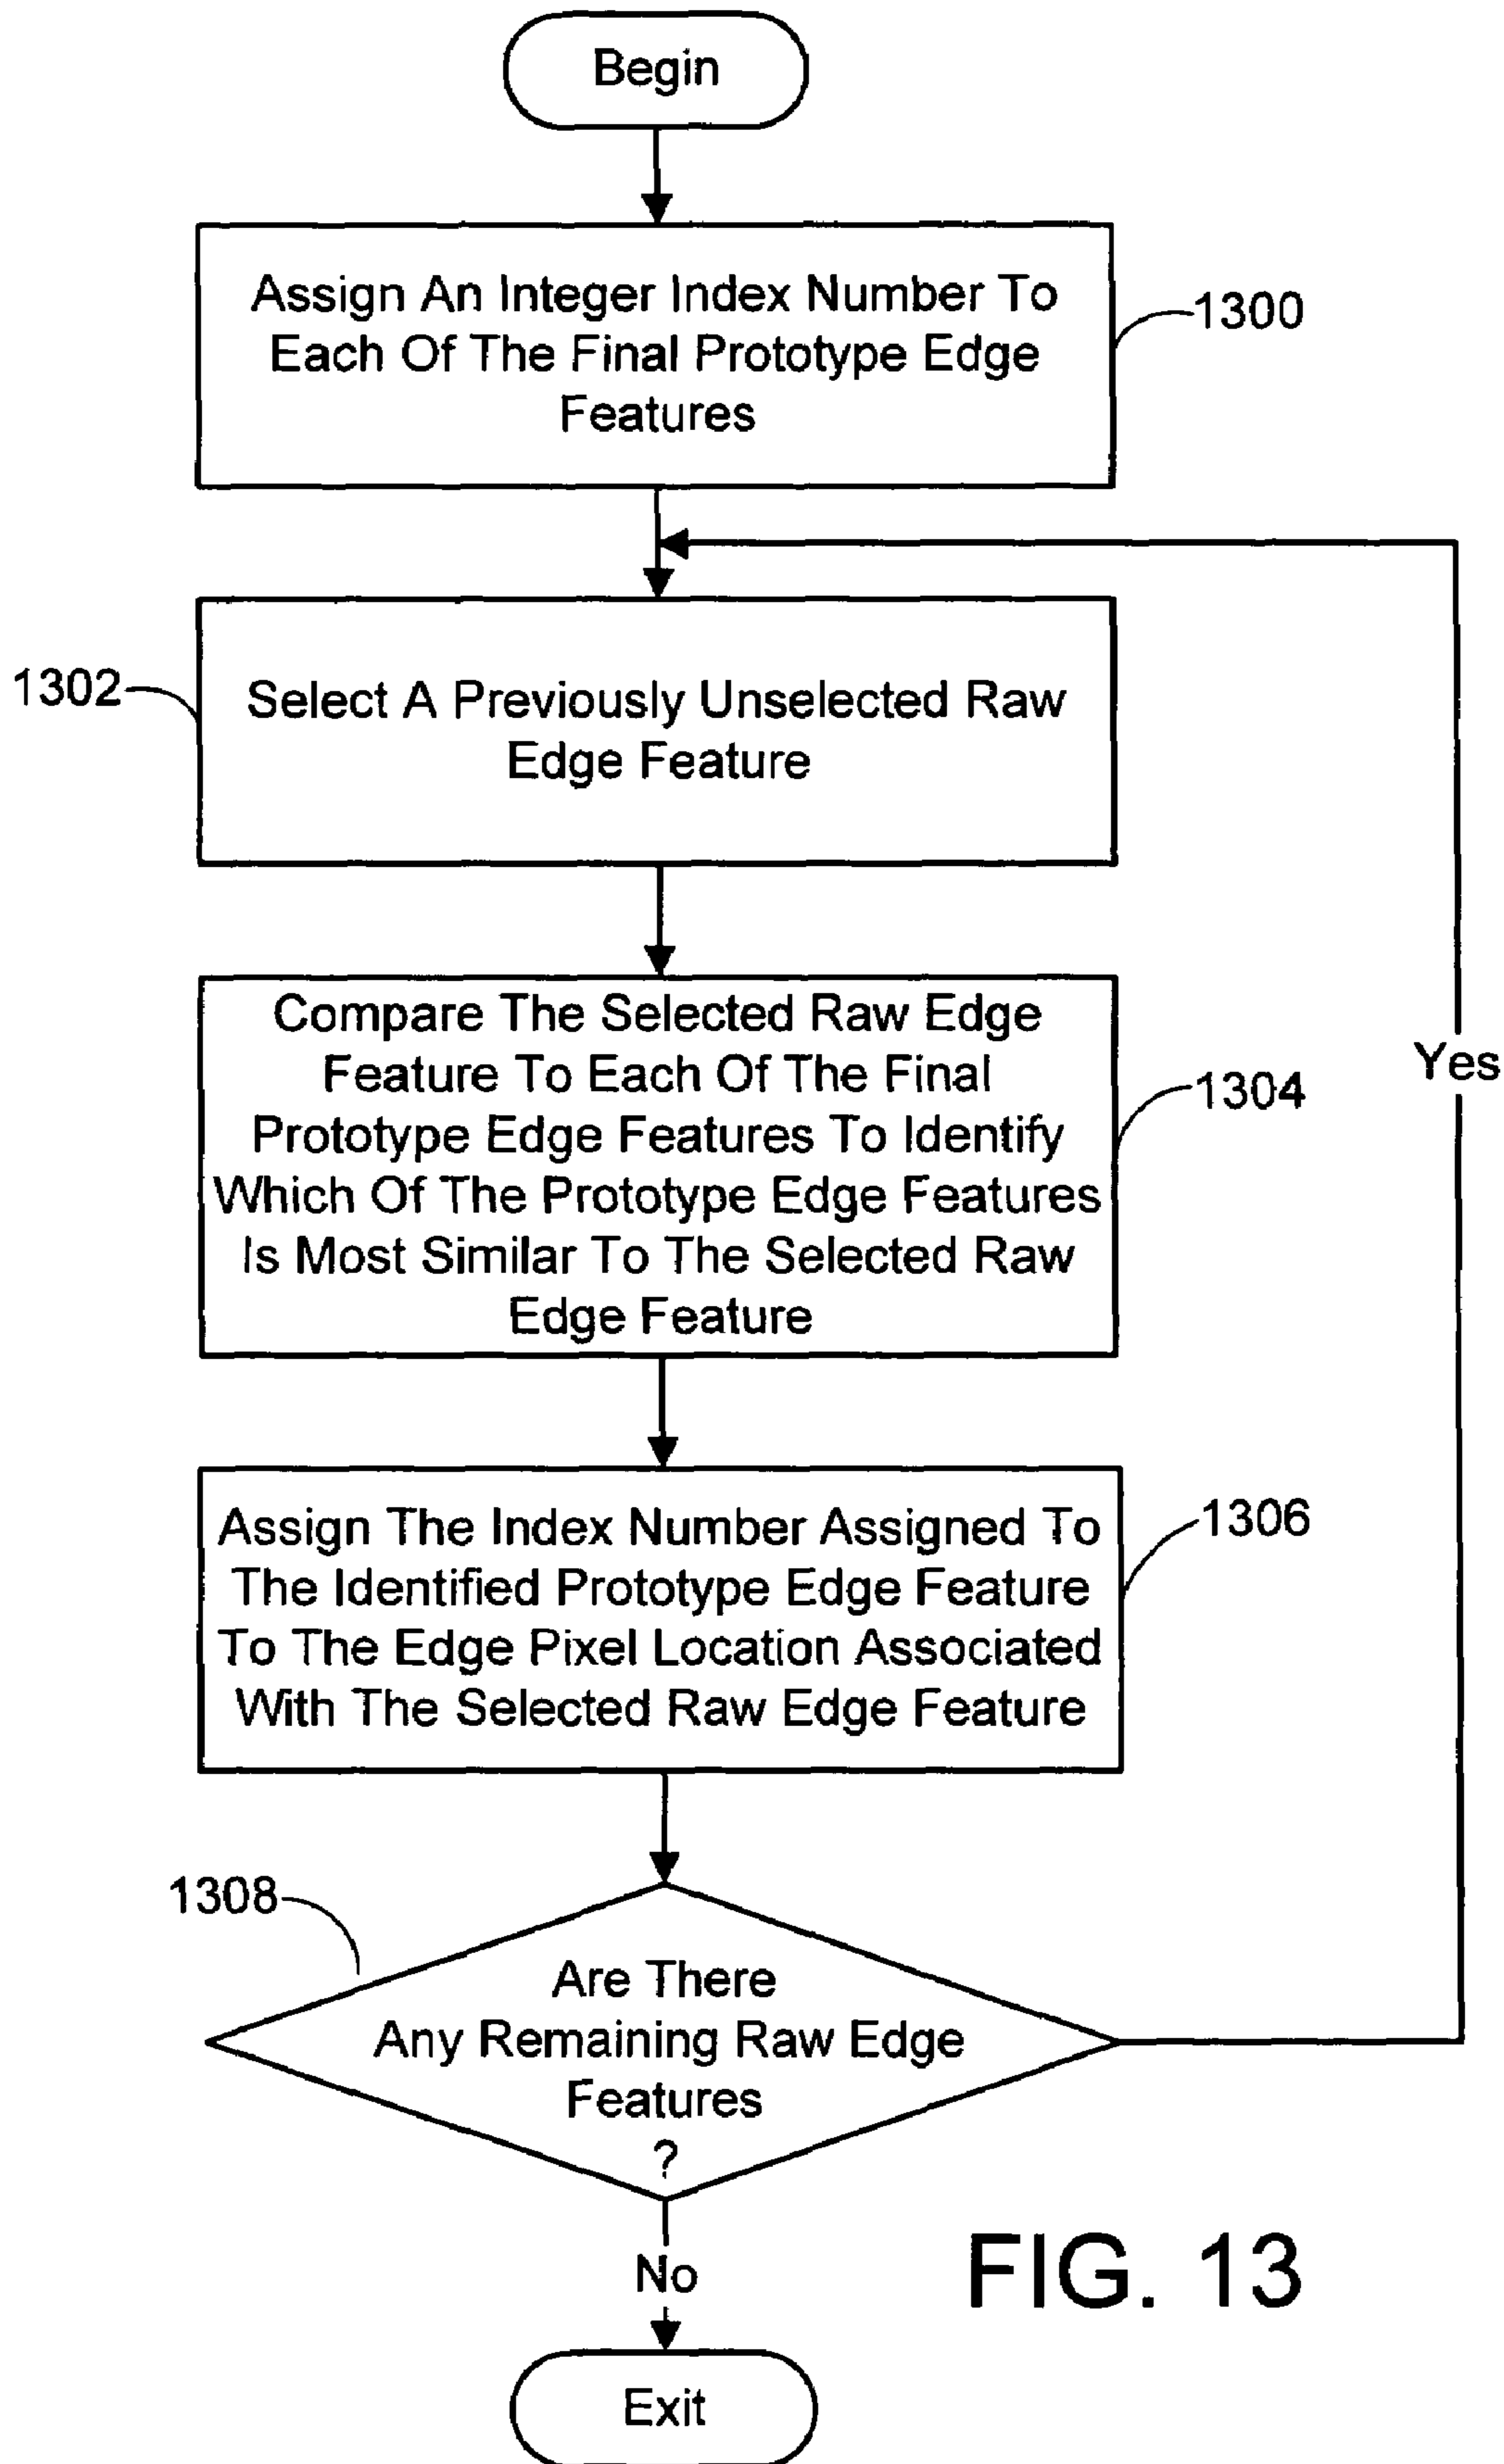 Begin
Assign An Integer Index Number To
Each Of The Final Prototype Edge
Features
1300
1302
Select A Previously Unselected Raw
Edge Feature
Compare The Selected Raw Edge
Feature To Each Of The Final
Prototype Edge Features To Identify
Which Of The Prototype Edge Features
Is Most Similar To The Selected Raw
Edge Feature
1304
Yes
Assign The Index Number Assigned To
The Identified Prototype Edge Feature
To The Edge Pixel Location Associated
With The Selected Raw Edge Feature
1306
1308
Are There
Any Remaining Raw Edge
Features
?
No
Exit
FIG. 13